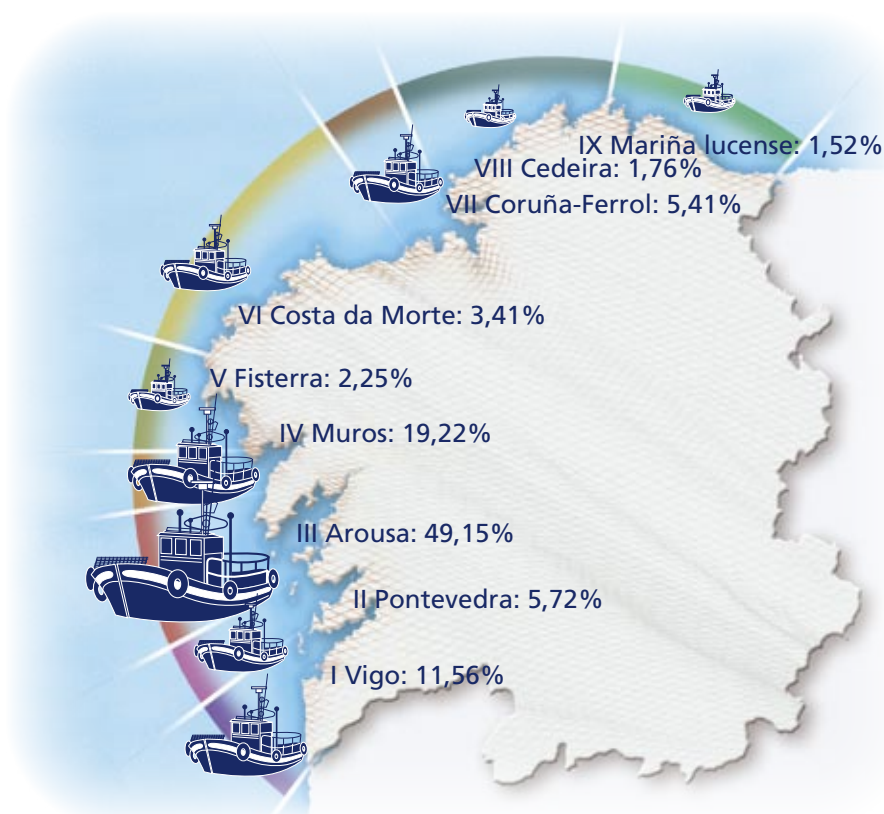 IX Mariña lucense: 1,52%
VIII Cedeira: 1,76%
VII Coruña-Ferrol: 5,41%
VI Costa da Morte: 3,41%
V Fisterra: 2,25%
IV Muros: 19,22%
III Arousa: 49,15%
II Pontevedra: 5,72%
I Vigo: 11,56%